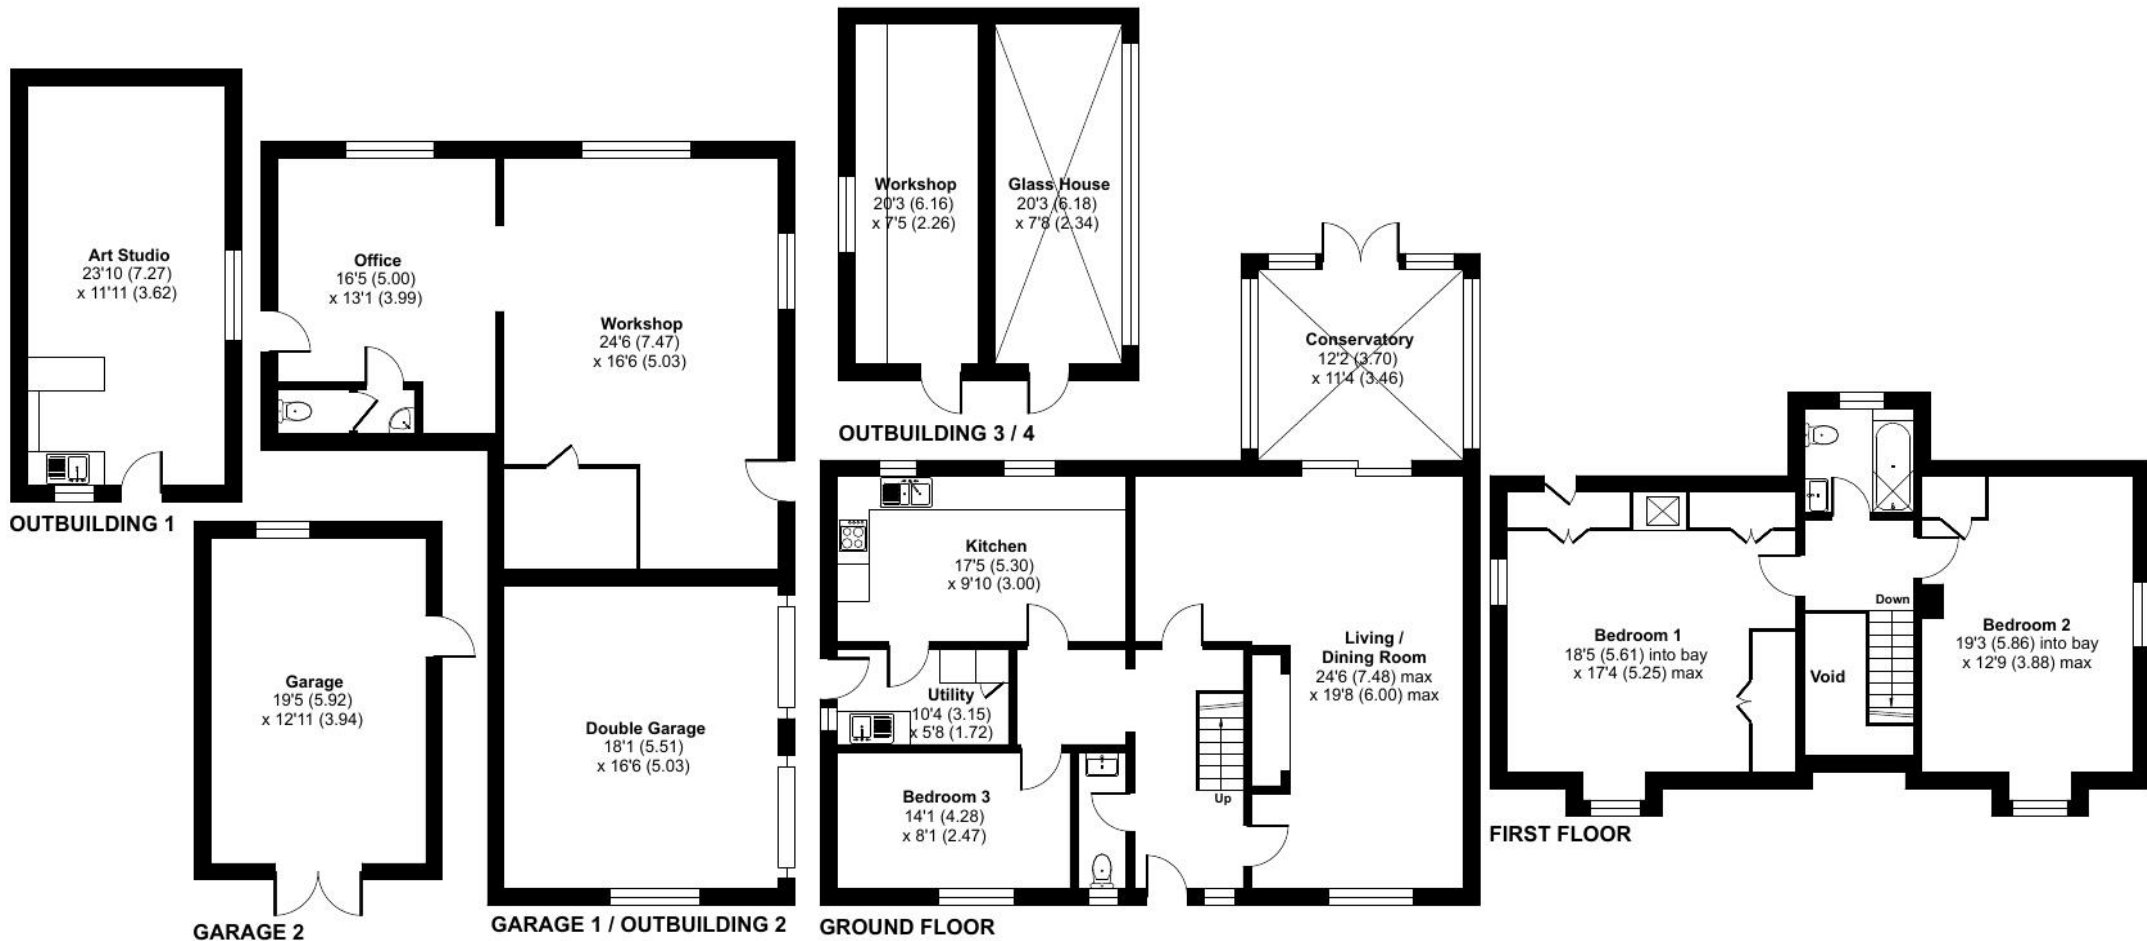 Art Studio
23'10 (7.27)
x 11'11 (3.62)
OUTBUILDING 1
Office
16'5 (5.00)
x 13'1 (3.99)
Workshop
24'6 (7.47)
x 16'6 (5.03)
Double Garage
18'1 (5.51)
x 16'6 (5.03)
GARAGE 1 / OUTBUILDING 2
Garage
19'5 (5.92)
x 12'11 (3.94)
GARAGE 2
Workshop
20'3 (6.16)
x 7'5 (2.26)
Glass House
20'3 (6.18)
x 7'8 (2.34)
OUTBUILDING 3 / 4
Conservatory
12'2 (3.70)
x 11'4 (3.46)
Kitchen
17'5 (5.30)
x 9'10 (3.00)
Living /
Dining Room
24'6 (7.48) max
x 19'8 (6.00) max
Utility
10'4 (3.15)
x 5'8 (1.72)
Bedroom 3
14'1 (4.28)
x 8'1 (2.47)
Up
GROUND FLOOR
Bedroom 1
18'5 (5.61) into bay
x 17'4 (5.25) max
Down
Void
Bedroom 2
19'3 (5.86) into bay
x 12'9 (3.88) max
FIRST FLOOR